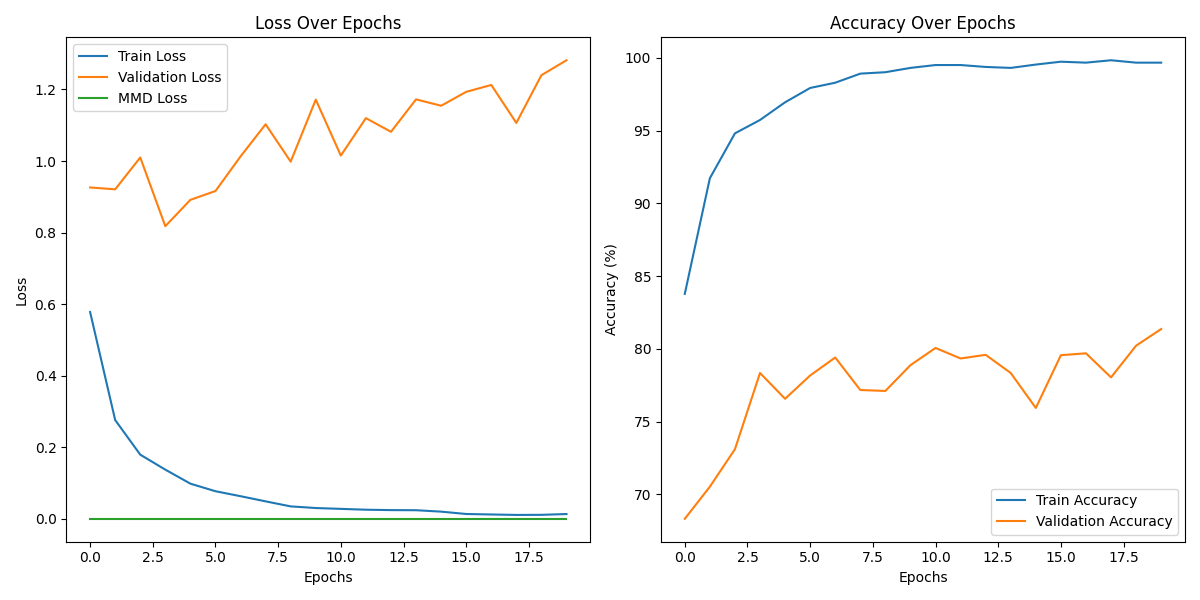 Loss Over Epochs
Train Loss
Validation Loss
MMD Loss
1.2
1.0
0.8
0.6
0.4
0.2
0.0
Loss
0.0 2.5 5.0 7.5 10.0 12.5 15.0 17.5
Epochs
Accuracy Over Epochs
100
95
90
85
80
75
70
Accuracy (%)
Train Accuracy
Validation Accuracy
0.0 2.5 5.0 7.5 10.0 12.5 15.0 17.5
Epochs